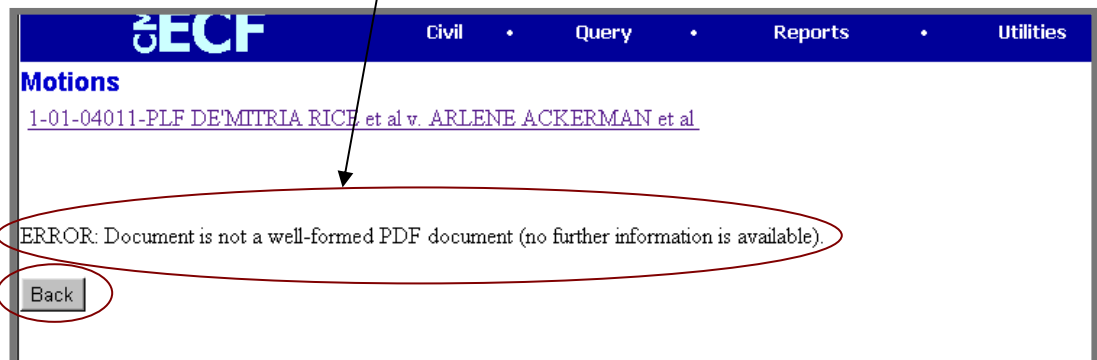 CM ECF Civil • Query • Reports • Utilities
Motions
1-01-04011-PLF DE'MITRIA RICE et al v. ARLENE ACKERMAN et al
ERROR: Document is not a well-formed PDF document (no further information is available).
Back